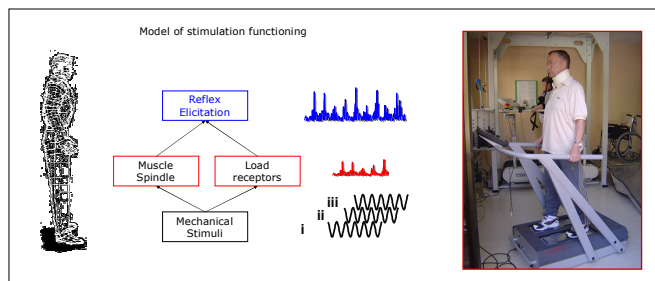 Model of stimulation functioning
Reflex
Elicitation
Muscle
Spindle
Load
receptors
Mechanical
Stimuli
iii
ii
i